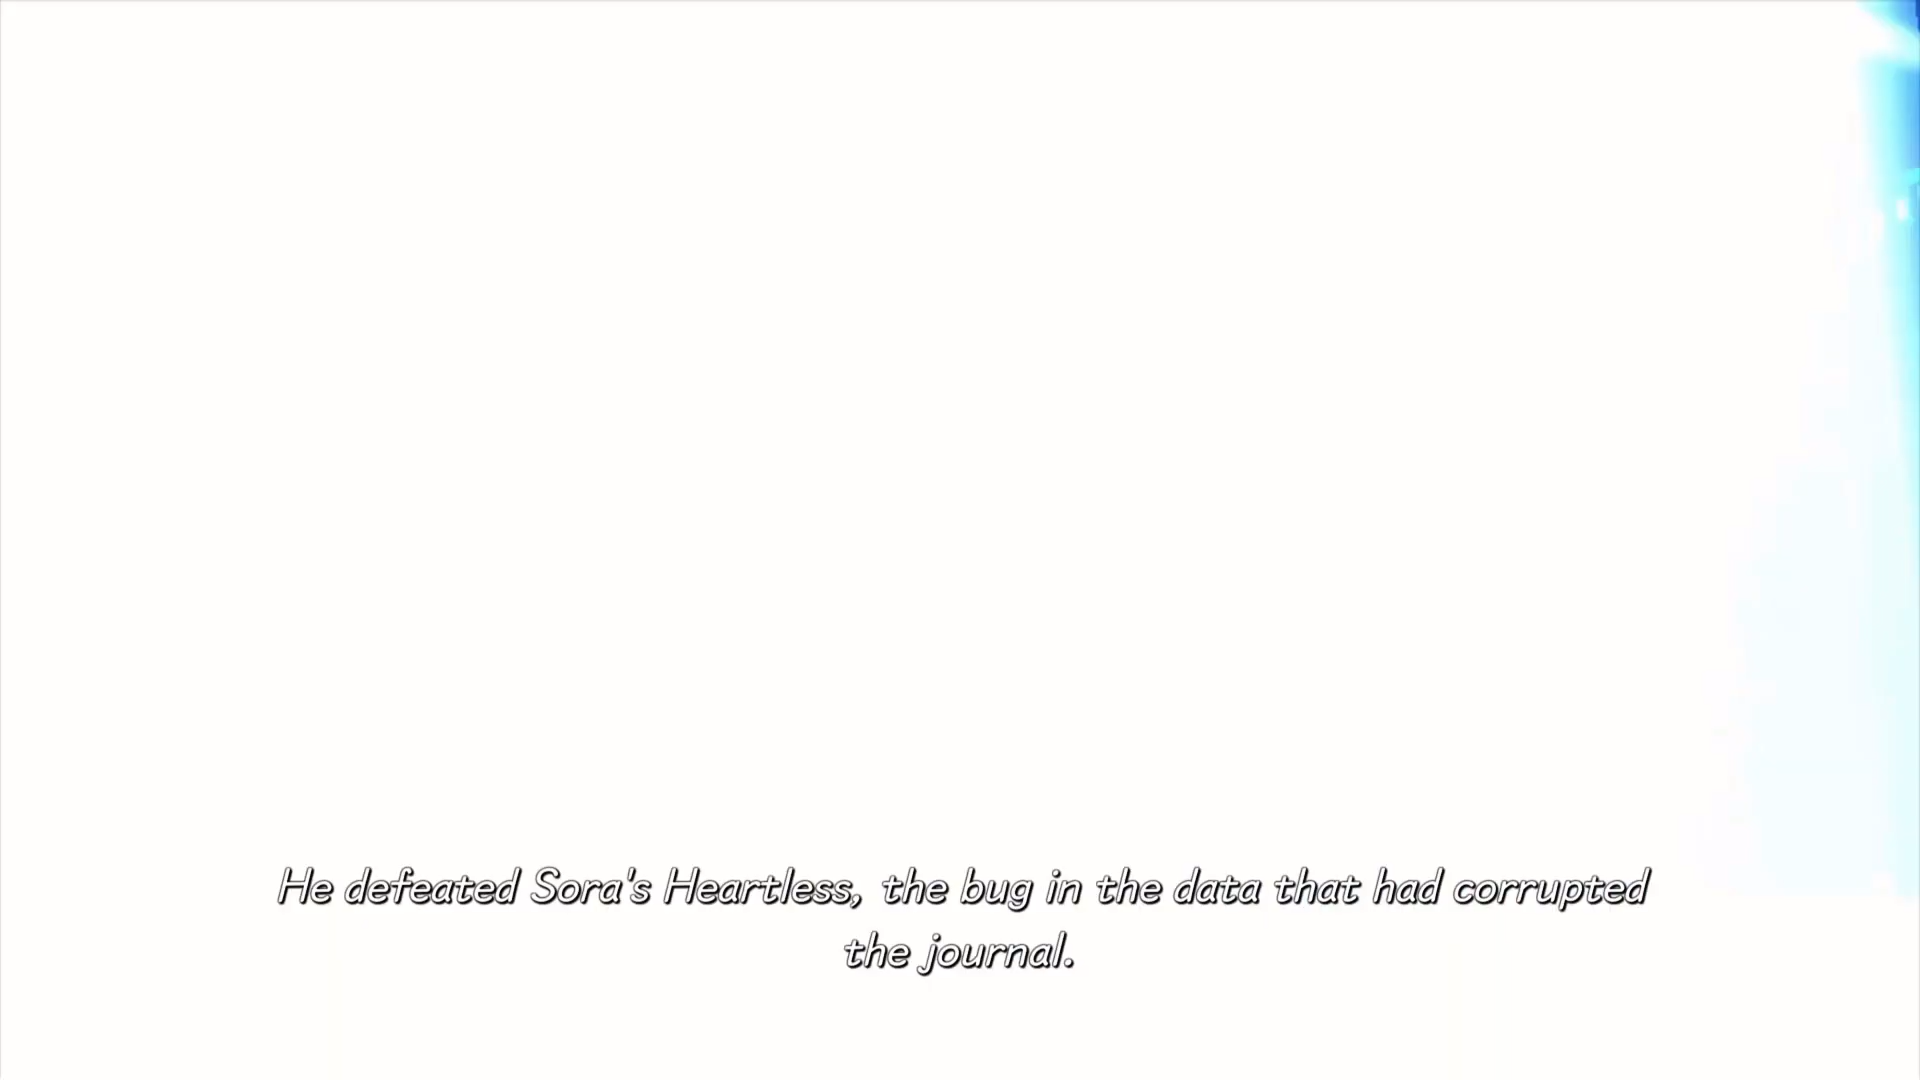 He defeated Sora's Heartless, the bug in the data that had corrupted
the journal.